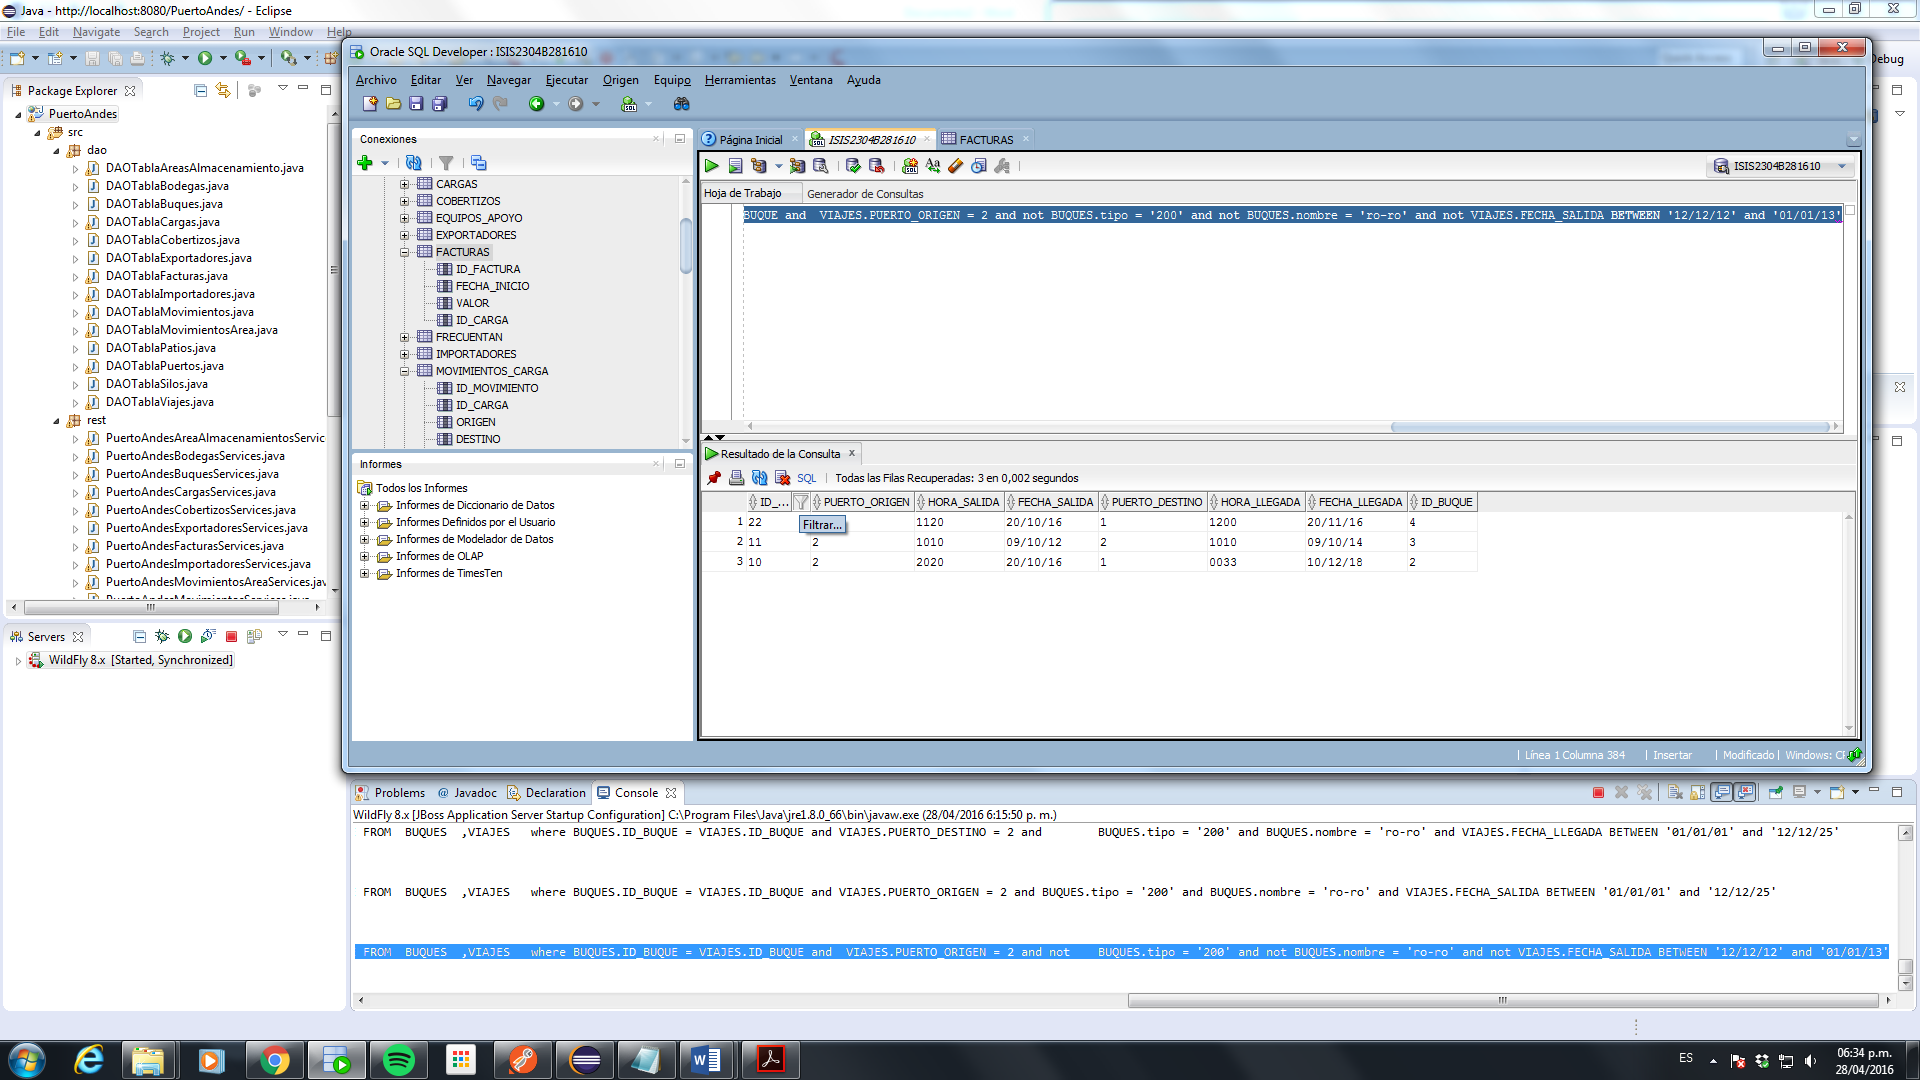 Java - http://localhost:8080/PuertoAndes/ - Eclipse
File Edit Navigate Search Project Run Window Help
Debug
Package Explorer
PuertoAndes
src
dao
DAOTablaAreasAlmacenamiento.java
DAOTablaBodegas.java
DAOTablaBuques.java
DAOTablaCargas.java
DAOTablaCobertizos.java
DAOTablaExportadores.java
DAOTablaFacturas.java
DAOTablaImportadores.java
DAOTablaMovimientos.java
DAOTablaMovimientosArea.java
DAOTablaPatios.java
DAOTablaPuertos.java
DAOTablaSilos.java
DAOTablaViajes.java
rest
PuertoAndesAreaAlmacenamientosServic
PuertoAndesBodegasServices.java
PuertoAndesBuquesServices.java
PuertoAndesCargasServices.java
PuertoAndesCobertizosServices.java
PuertoAndesExportadoresServices.java
PuertoAndesFacturasServices.java
PuertoAndesImportadoresServices.java
PuertoAndesMovimientosAreaServices.jav
PuertoAndesMovimientosServices.java
Servers
WildFly 8.x [Started, Synchronized]
Oracle SQL Developer : ISIS2304B281610
Archivo Editar Ver Navegar Ejecutar Origen Equipo Herramientas Ventana Ayuda
Conexiones
CARGAS
COBERTIZOS
EQUIPOS_APOYO
EXPORTADORES
FACTURAS
ID_FACTURA
FECHA_INICIO
VALOR
ID_CARGA
FRECUENTAN
IMPORTADORES
MOVIMIENTOS_CARGA
ID_MOVIMIENTO
ID_CARGA
ORIGEN
DESTINO
Informes
Todos los Informes
Informes de Diccionario de Datos
Informes Definidos por el Usuario
Informes de Modelador de Datos
Informes de OLAP
Informes de TimesTen
Página Inicial ISIS2304B281610 FACTURAS
ISIS2304B281610
Hoja de Trabajo Generador de Consultas
BUQUE and  VIAJES.PUERTO_ORIGEN = 2 and not BUQUES.tipo = '200' and not BUQUES.nombre = 'ro-ro' and not VIAJES.FECHA_SALIDA BETWEEN '12/12/12' and '01/01/13'
Resultado de la Consulta
SQL | Todas las Filas Recuperadas: 3 en 0,002 segundos
ID_... PUERTO_ORIGEN HORA_SALIDA FECHA_SALIDA PUERTO_DESTINO HORA_LLEGADA FECHA_LLEGADA ID_BUQUE
1 22 1120 20/10/16 1 1200 20/11/16 4
Filtrar...
2 11 2 1010 09/10/12 2 1010 09/10/14 3
3 10 2 2020 20/10/16 1 0033 10/12/18 2
| Línea 1 Columna 384 | Insertar | Modificado | Windows: CF
Problems @ Javadoc Declaration Console
WildFly 8.x [JBoss Application Server Startup Configuration] C:\Program Files\Java\jre1.8.0_66\bin\javaw.exe (28/04/2016 6:15:50 p. m.)
FROM  BUQUES  ,VIAJES   where BUQUES.ID_BUQUE = VIAJES.ID_BUQUE and VIAJES.PUERTO_DESTINO = 2 and        BUQUES.tipo = '200' and BUQUES.nombre = 'ro-ro' and VIAJES.FECHA_LLEGADA BETWEEN '01/01/01' and '12/12/25'
FROM  BUQUES  ,VIAJES   where BUQUES.ID_BUQUE = VIAJES.ID_BUQUE and VIAJES.PUERTO_ORIGEN = 2 and BUQUES.tipo = '200' and BUQUES.nombre = 'ro-ro' and VIAJES.FECHA_SALIDA BETWEEN '01/01/01' and '12/12/25'
FROM  BUQUES  ,VIAJES   where BUQUES.ID_BUQUE = VIAJES.ID_BUQUE and  VIAJES.PUERTO_ORIGEN = 2 and not    BUQUES.tipo = '200' and not BUQUES.nombre = 'ro-ro' and not VIAJES.FECHA_SALIDA BETWEEN '12/12/12' and '01/01/13'
ES
06:34 p.m.
28/04/2016